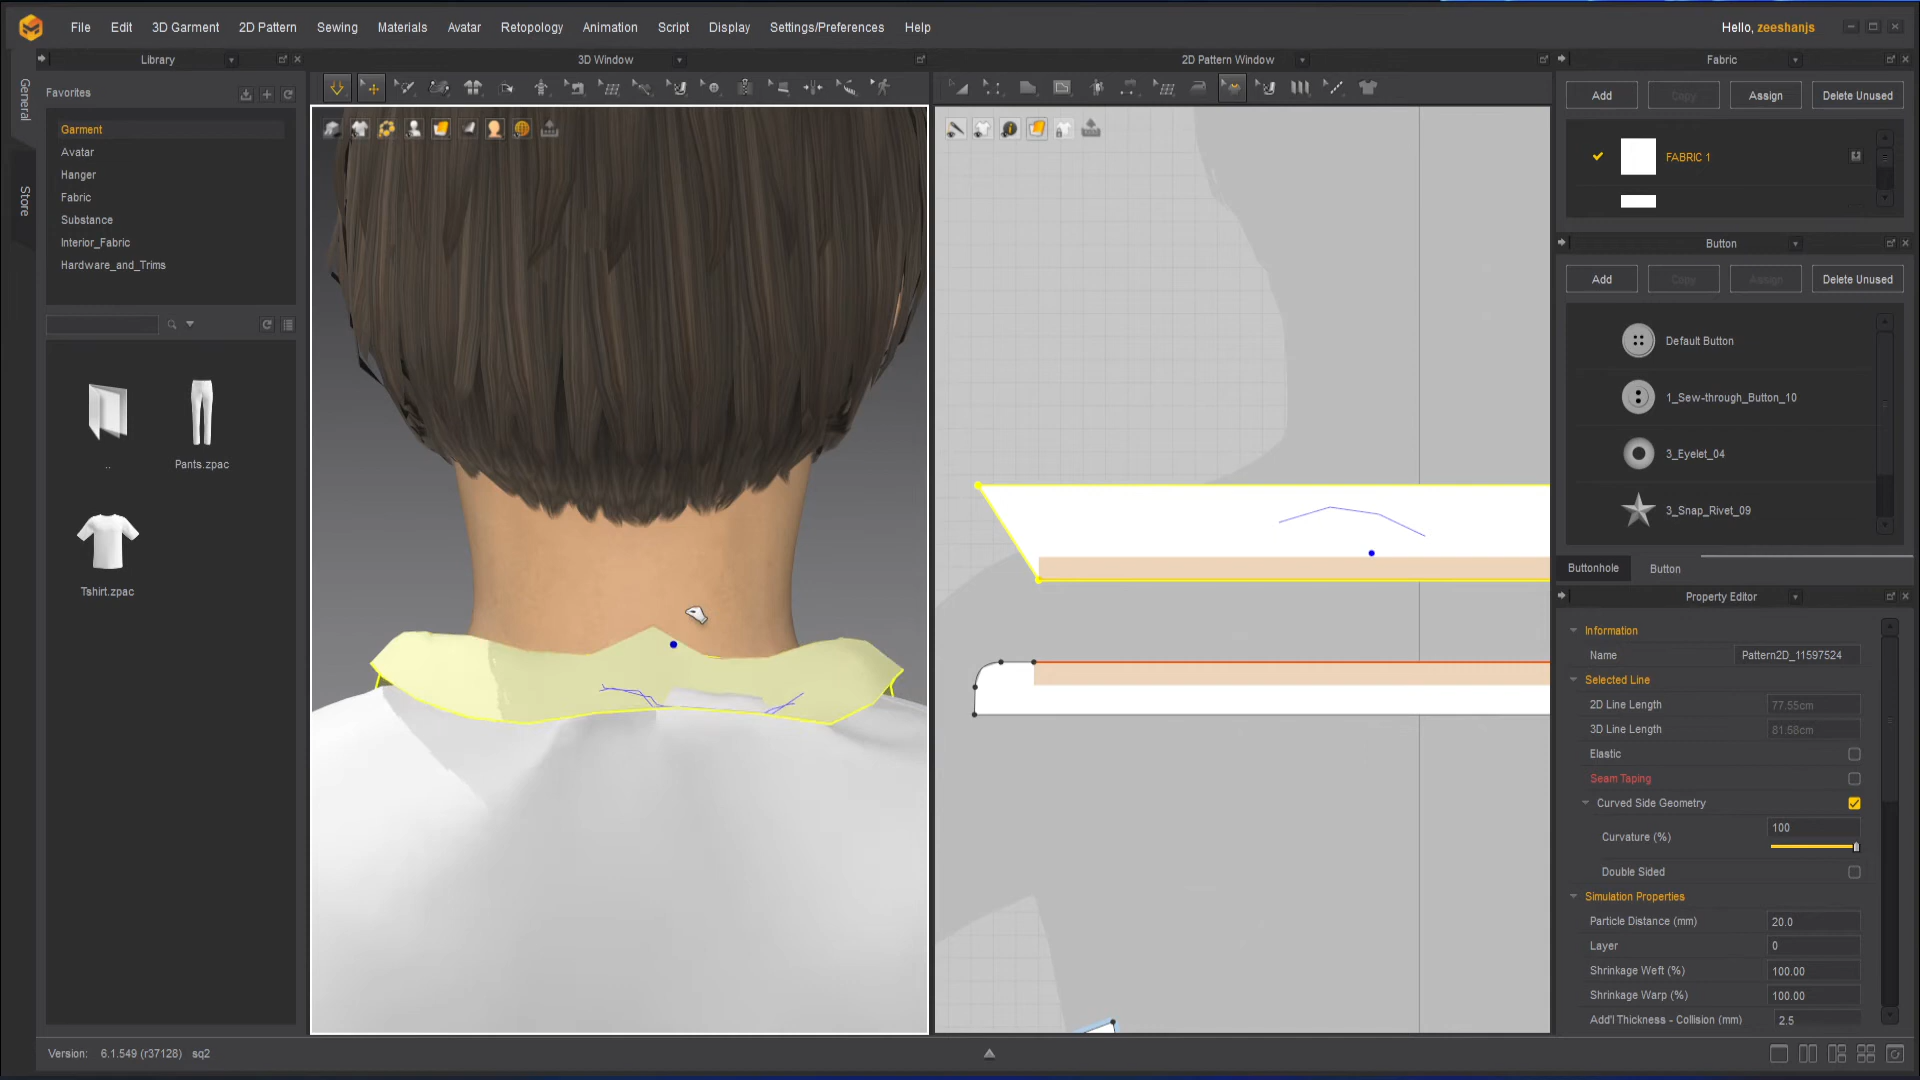 File Edit 3D Garment 2D Pattern Sewing Materials Avatar Retopology Animation Script Display Settings/Preferences Help
Hello, zeeshanjs
General
Store
Library
Favorites
Garment
Avatar
Hanger
Fabric
Substance
Interior_Fabric
Hardware_and_Trims
..
Pants.zpac
Tshirt.zpac
3D Window
2D Pattern Window
Fabric
Add Copy Assign Delete Unused
FABRIC 1
Button
Add Copy Assign Delete Unused
Default Button
1_Sew-through_Button_10
3_Eyelet_04
3_Snap_Rivet_09
Buttonhole Button
Property Editor
Information
Name Pattern2D_11597524
Selected Line
2D Line Length 77.55cm
3D Line Length 81.58cm
Elastic
Seam Taping
Curved Side Geometry
Curvature (%) 100
Double Sided
Simulation Properties
Particle Distance (mm) 20.0
Layer 0
Shrinkage Weft (%) 100.00
Shrinkage Warp (%) 100.00
Add'l Thickness - Collision (mm) 2.5
Version: 6.1.549 (r37128) sq2